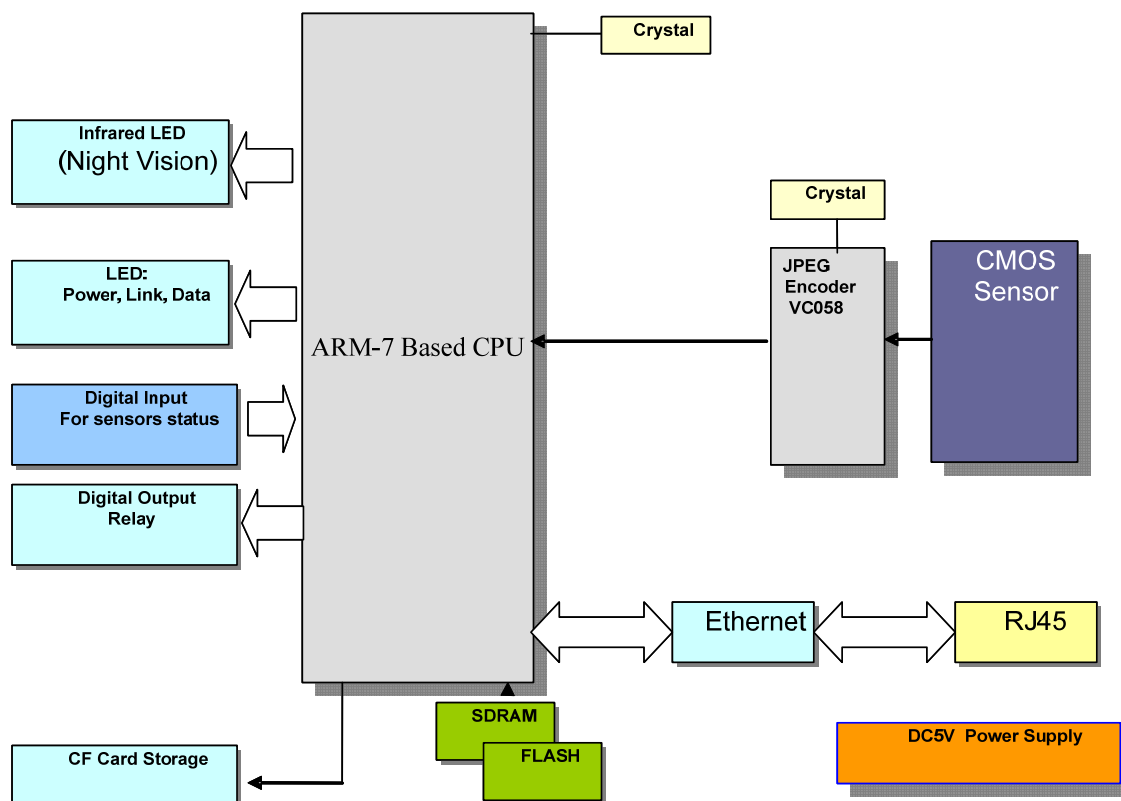 Crystal
Infrared LED
(Night Vision)
Crystal
LED:
Power, Link, Data
JPEG
Encoder
VC058
CMOS
Sensor
ARM-7 Based CPU
Digital Input
For sensors status
Digital Output
Relay
Ethernet
RJ45
SDRAM
FLASH
DC5V Power Supply
CF Card Storage